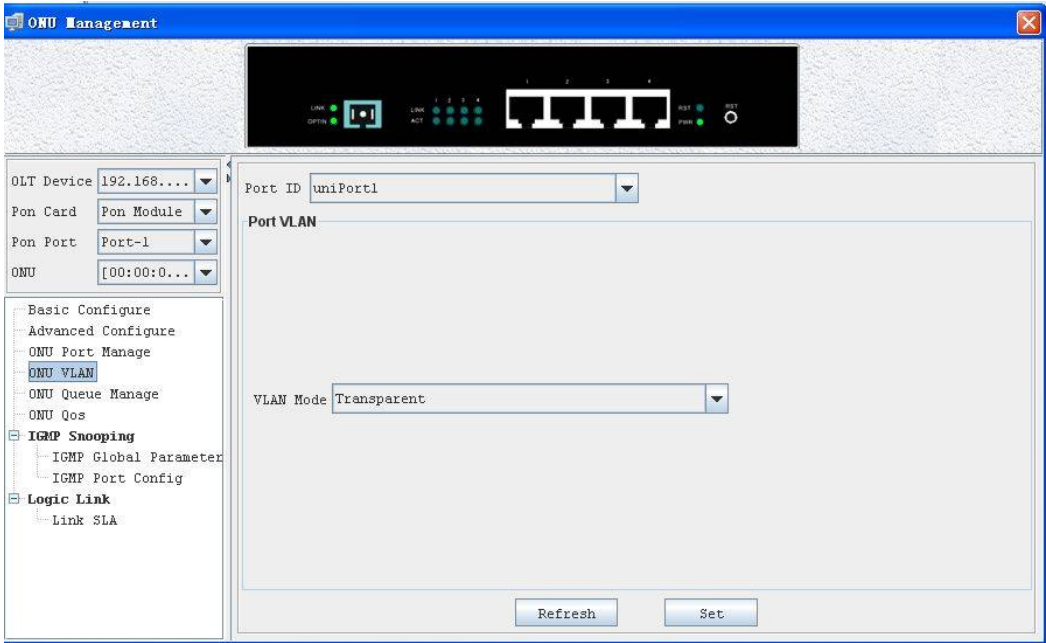 ONU Management
1 2 3 4
LINK
OPTIN
1 2 3 4
LINK
ACT
RST
PWR
RST
OLT Device 192.168....
Pon Card Pon Module
Pon Port Port-1
ONU [00:00:0...
Basic Configure
Advanced Configure
ONU Port Manage
ONU VLAN
ONU Queue Manage
ONU Qos
IGMP Snooping
IGMP Global Parameter
IGMP Port Config
Logic Link
Link SLA
Port ID uniPort1
Port VLAN
VLAN Mode Transparent
Refresh Set